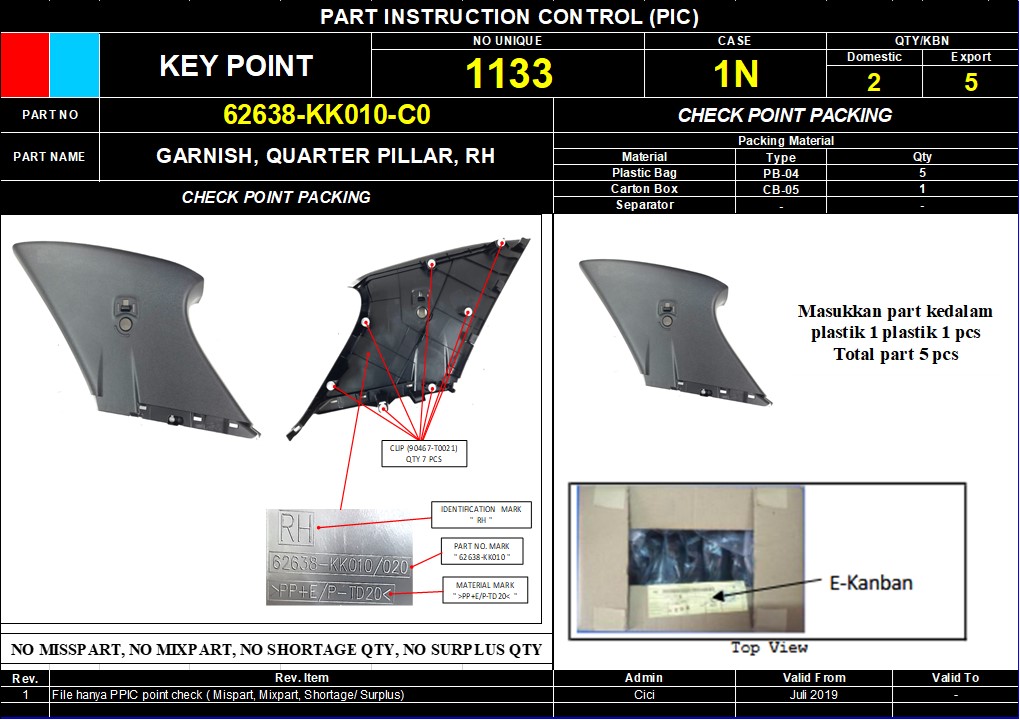 PART INSTRUCTION CONTROL (PIC)
KEY POINT
NO UNIQUE
1133
CASE
1N
QTY/KBN
Domestic Export
2 5
PART NO
62638-KK010-C0
CHECK POINT PACKING
PART NAME
GARNISH, QUARTER PILLAR, RH
Packing Material
Material Type Qty
Plastic Bag PB-04 5
Carton Box CB-05 1
Separator - -
CHECK POINT PACKING
CLIP (90467-T0021)
QTY 7 PCS
IDENTIFICATION MARK
" RH "
PART NO. MARK
" 62638-KK010 "
MATERIAL MARK
" >PP+E/P-TD20< "
RH
62638-KK010/020
>PP+E/P-TD20<
Masukkan part kedalam
plastik 1 plastik 1 pcs
Total part 5 pcs
E-Kanban
Top View
NO MISSPART, NO MIXPART, NO SHORTAGE QTY, NO SURPLUS QTY
Rev. Rev. Item Admin Valid From Valid To
1 File hanya PPIC point check ( Mispart, Mixpart, Shortage/ Surplus) Cici Juli 2019 -